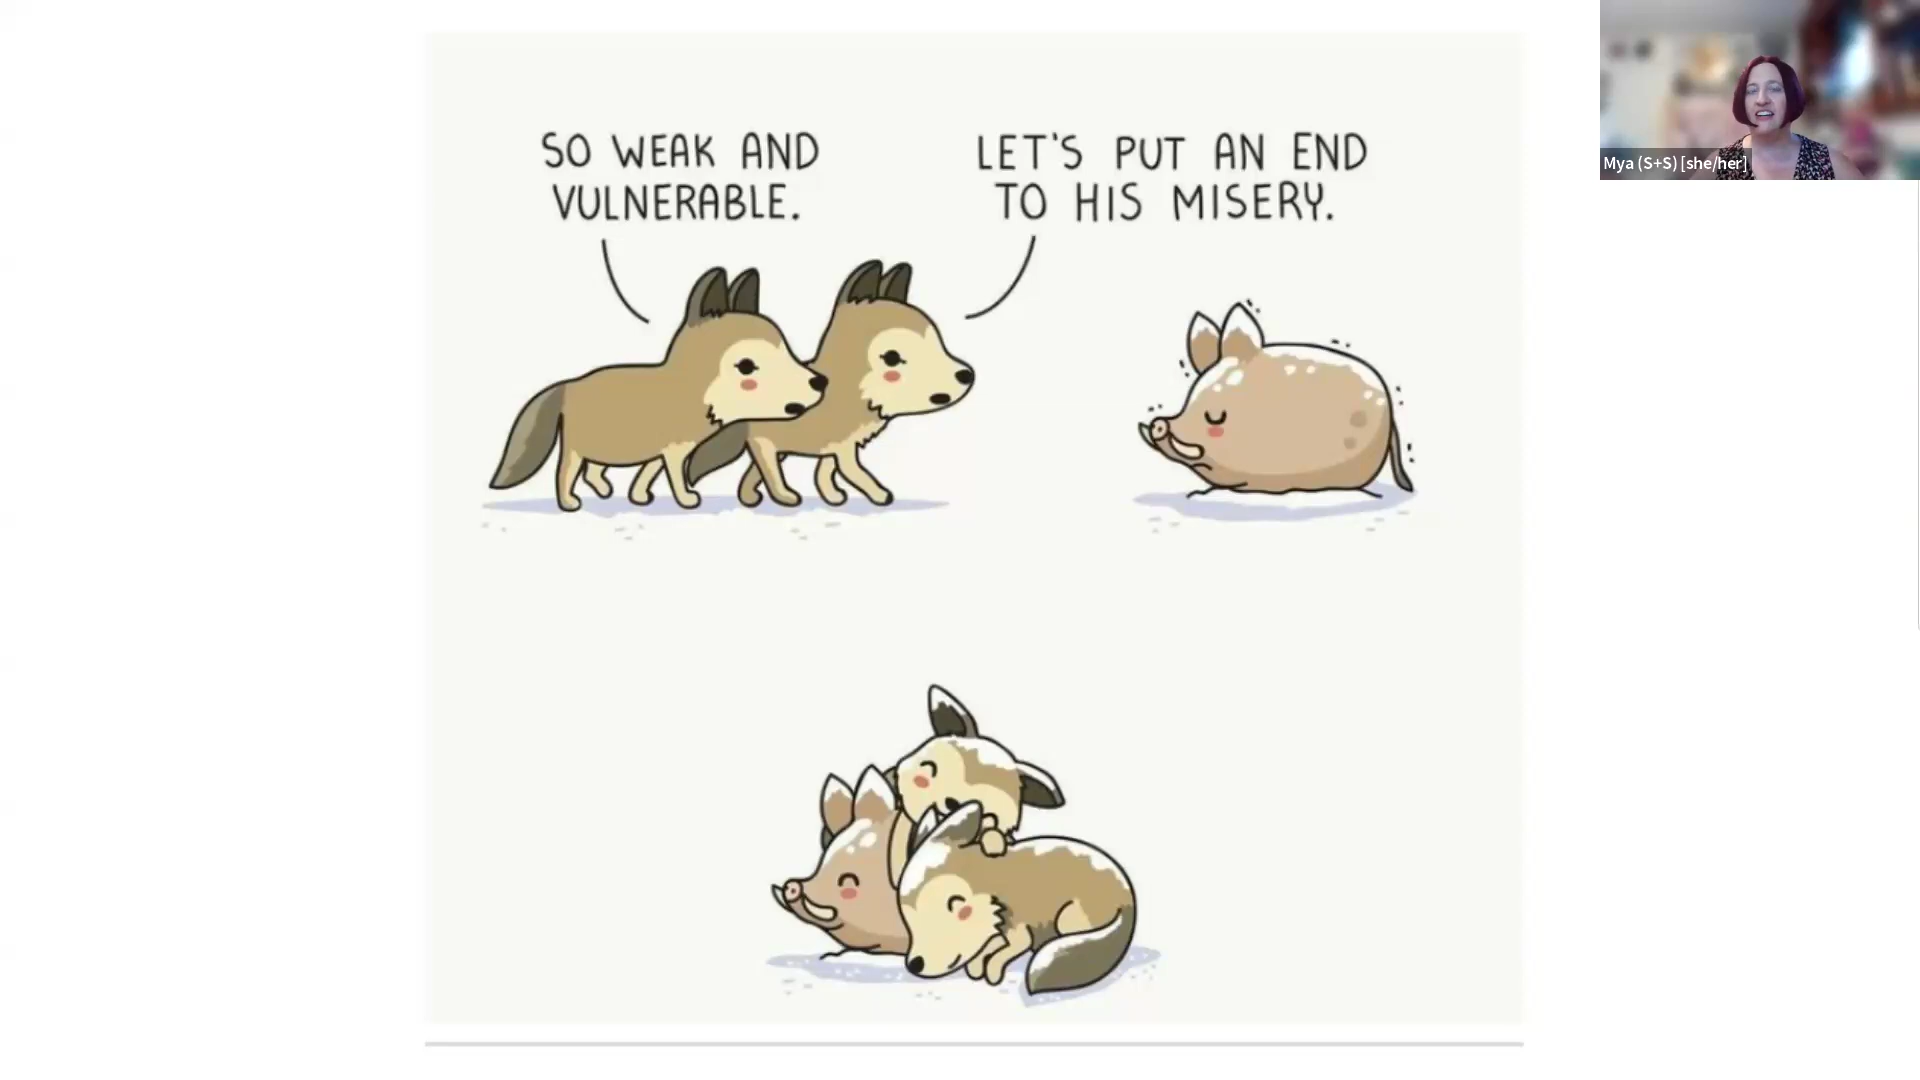 SO WEAK AND
VULNERABLE.
LET'S PUT AN END
TO HIS MISERY.
Mya (S+S) [she/her]